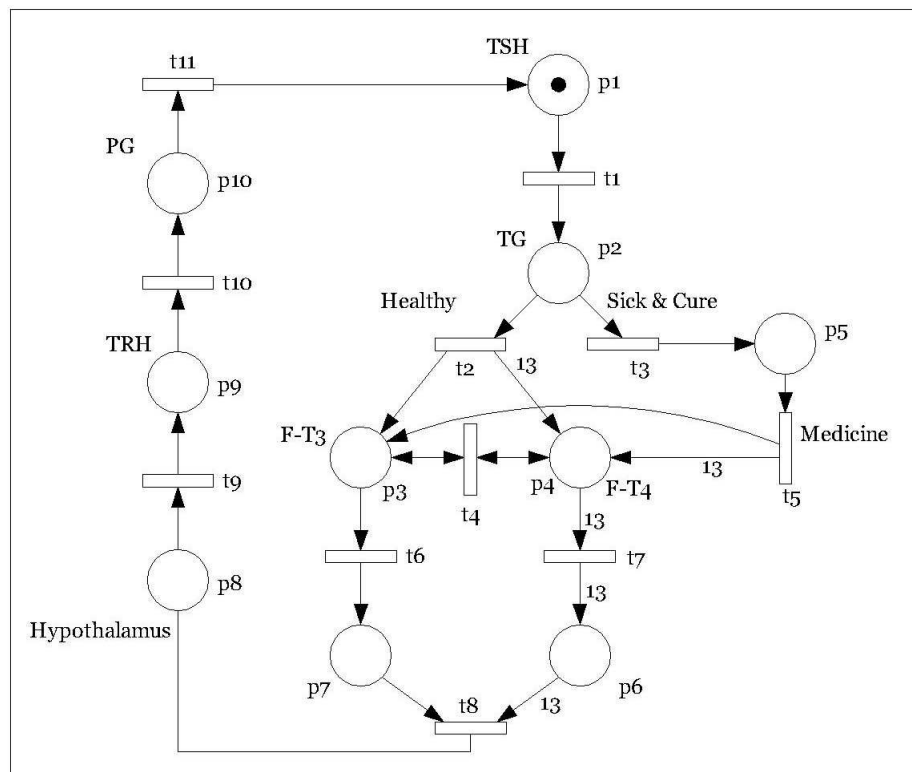 TSH
t11
p1
PG
p10
t1
TG
p2
t10
Healthy
Sick & Cure
p5
TRH
t2
13
t3
p9
F-T3
Medicine
p3
p4
13
F-T4
t5
t9
t4
13
t6
t7
p8
13
Hypothalamus
p7
t8
13
p6